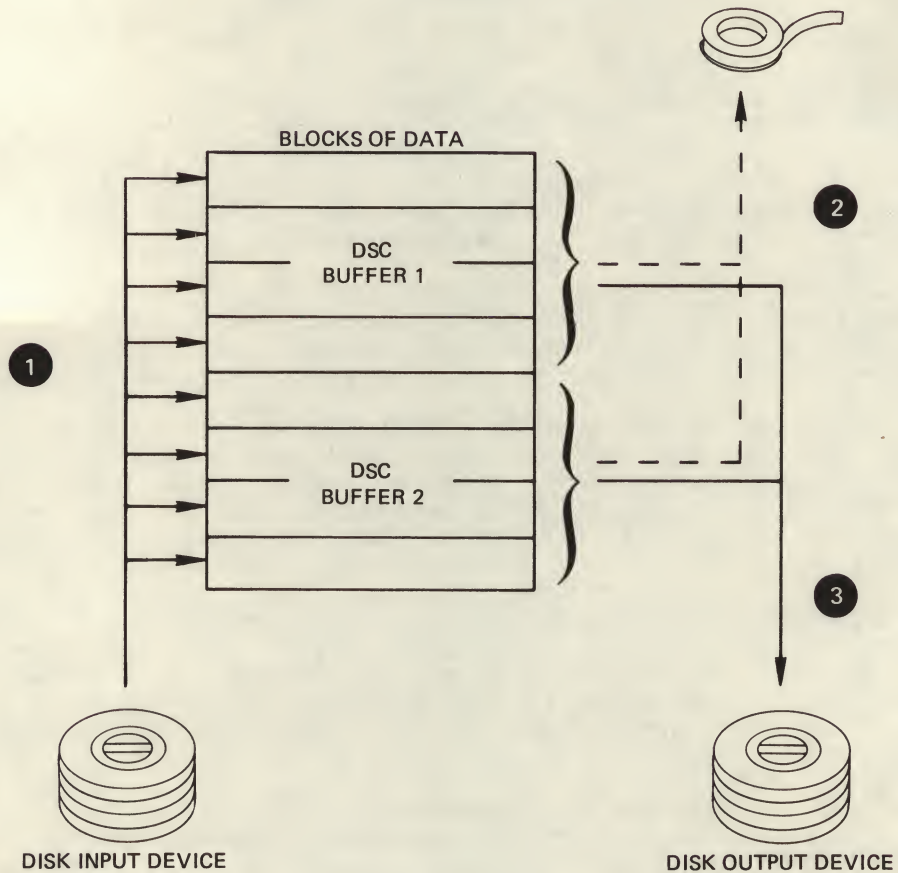 BLOCKS OF DATA
2
DSC
BUFFER 1
1
DSC
BUFFER 2
3
DISK INPUT DEVICE
DISK OUTPUT DEVICE